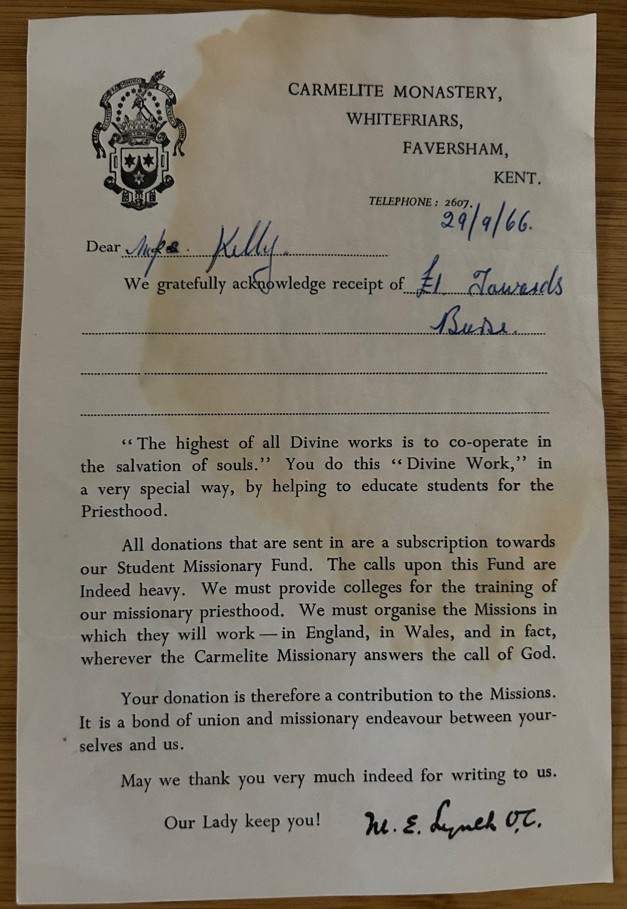 CARMELITE MONASTERY,
WHITEFRIARS,
FAVERSHAM,
KENT.
TELEPHONE: 2607.
29/9/66.
Dear Mrs. Kelly.
We gratefully acknowledge receipt of £1 Towards
Burse.
“The highest of all Divine works is to co-operate in
the salvation of souls.” You do this “Divine Work,” in
a very special way, by helping to educate students for the
Priesthood.
All donations that are sent in are a subscription towards
our Student Missionary Fund. The calls upon this Fund are
Indeed heavy. We must provide colleges for the training of
our missionary priesthood. We must organise the Missions in
which they will work — in England, in Wales, and in fact,
wherever the Carmelite Missionary answers the call of God.
Your donation is therefore a contribution to the Missions.
It is a bond of union and missionary endeavour between your-
selves and us.
May we thank you very much indeed for writing to us.
Our Lady keep you! M. E. Lynch O.C.